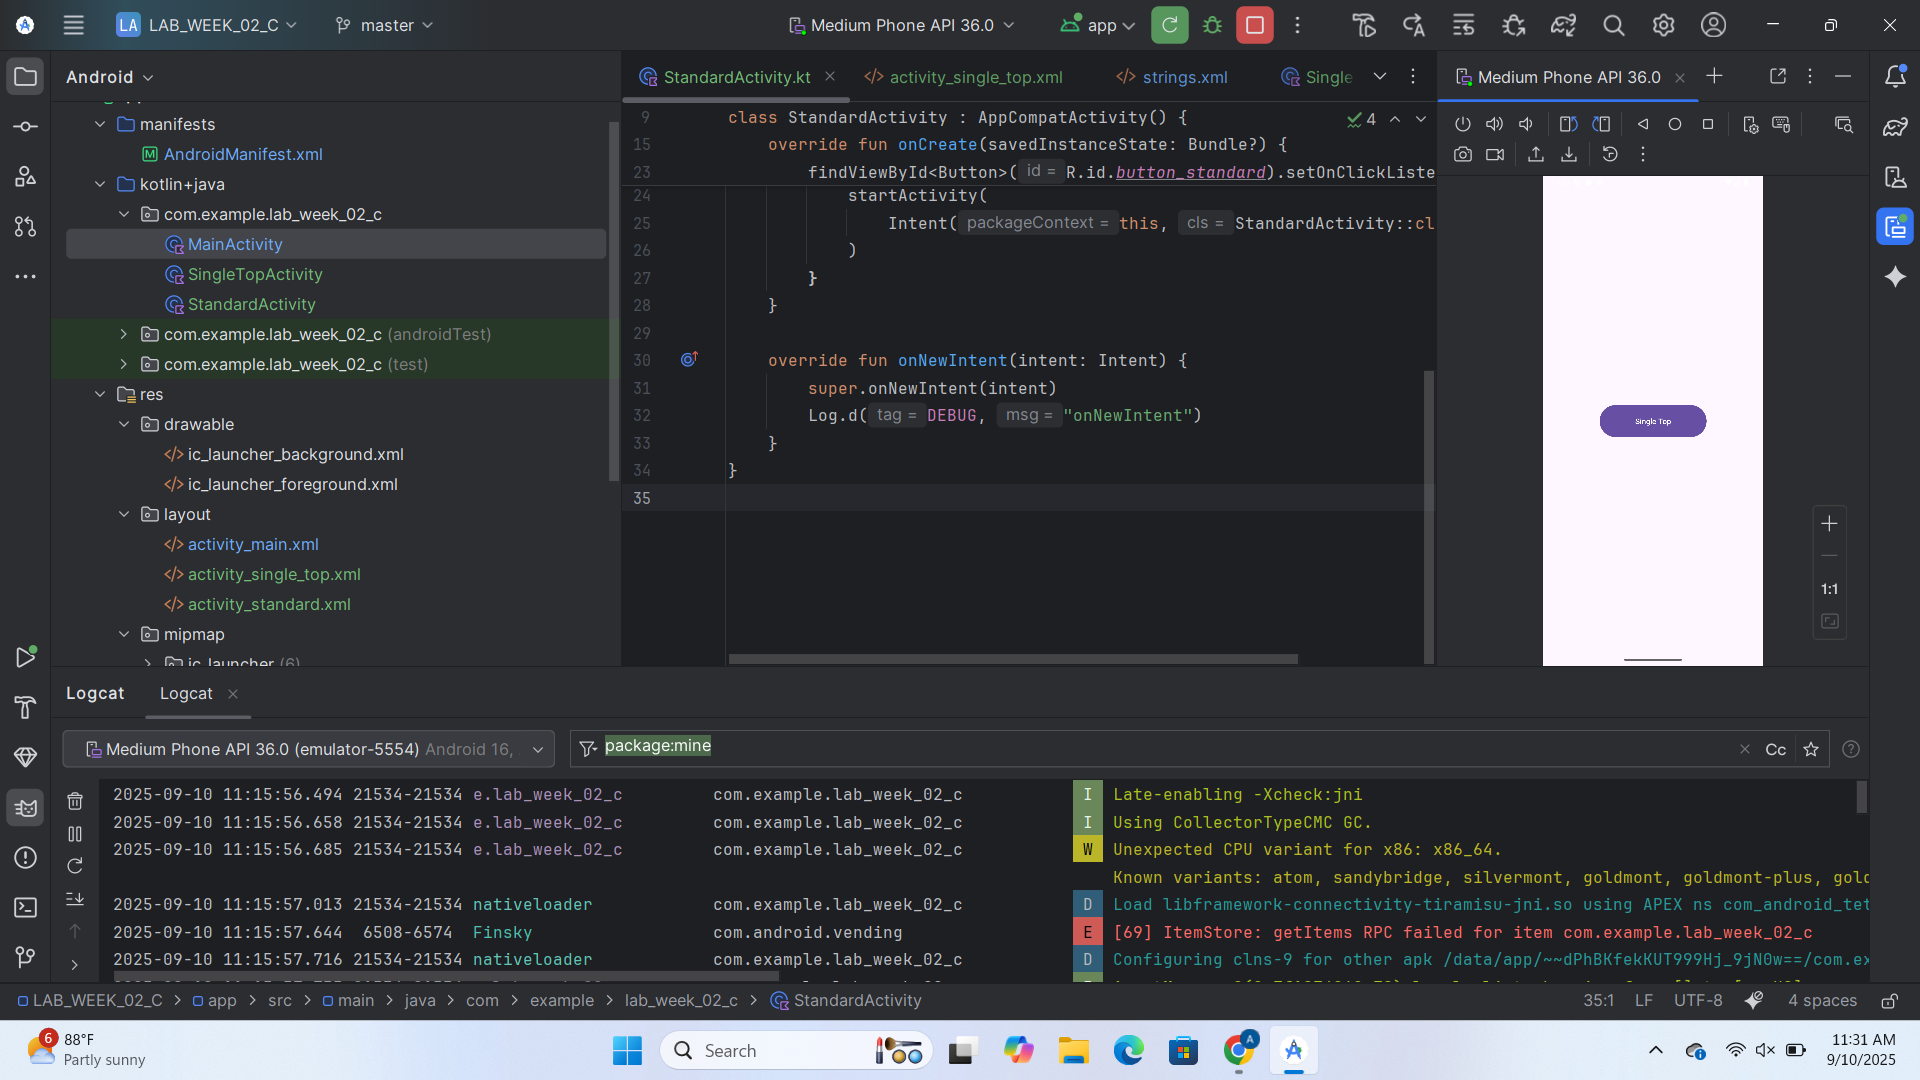 LA LAB_WEEK_02_C
master
Medium Phone API 36.0
app
Android
StandardActivity.kt
activity_single_top.xml
strings.xml
Single
Medium Phone API 36.0
manifests
AndroidManifest.xml
kotlin+java
com.example.lab_week_02_c
MainActivity
SingleTopActivity
StandardActivity
com.example.lab_week_02_c (androidTest)
com.example.lab_week_02_c (test)
res
drawable
ic_launcher_background.xml
ic_launcher_foreground.xml
layout
activity_main.xml
activity_single_top.xml
activity_standard.xml
mipmap
ic_launcher (6)
4
9 class StandardActivity : AppCompatActivity() {
15 override fun onCreate(savedInstanceState: Bundle?) {
23 findViewById<Button>( id = R.id.button_standard).setOnClickListe
24 startActivity(
25 Intent( packageContext = this, cls = StandardActivity::cl
26 )
27 }
28 }
29
30 override fun onNewIntent(intent: Intent) {
31 super.onNewIntent(intent)
32 Log.d( tag = DEBUG, msg = "onNewIntent")
33 }
34 }
35
Single Top
1:1
Logcat
Logcat
Medium Phone API 36.0 (emulator-5554) Android 16,
package:mine
Cc
2025-09-10 11:15:56.494 21534-21534 e.lab_week_02_c com.example.lab_week_02_c I Late-enabling -Xcheck:jni
2025-09-10 11:15:56.658 21534-21534 e.lab_week_02_c com.example.lab_week_02_c I Using CollectorTypeCMC GC.
2025-09-10 11:15:56.685 21534-21534 e.lab_week_02_c com.example.lab_week_02_c W Unexpected CPU variant for x86: x86_64.
Known variants: atom, sandybridge, silvermont, goldmont, goldmont-plus, gold
2025-09-10 11:15:57.013 21534-21534 nativeloader com.example.lab_week_02_c D Load libframework-connectivity-tiramisu-jni.so using APEX ns com_android_tet
2025-09-10 11:15:57.644 6508-6574 Finsky com.android.vending E [69] ItemStore: getItems RPC failed for item com.example.lab_week_02_c
2025-09-10 11:15:57.716 21534-21534 nativeloader com.example.lab_week_02_c D Configuring clns-9 for other apk /data/app/~~dPhBKfekKUT999Hj_9jN0w==/com.ex
LAB_WEEK_02_C > app > src > main > java > com > example > lab_week_02_c > StandardActivity
35:1 LF UTF-8 4 spaces
6
88°F
Partly sunny
Search
A
11:31 AM
9/10/2025